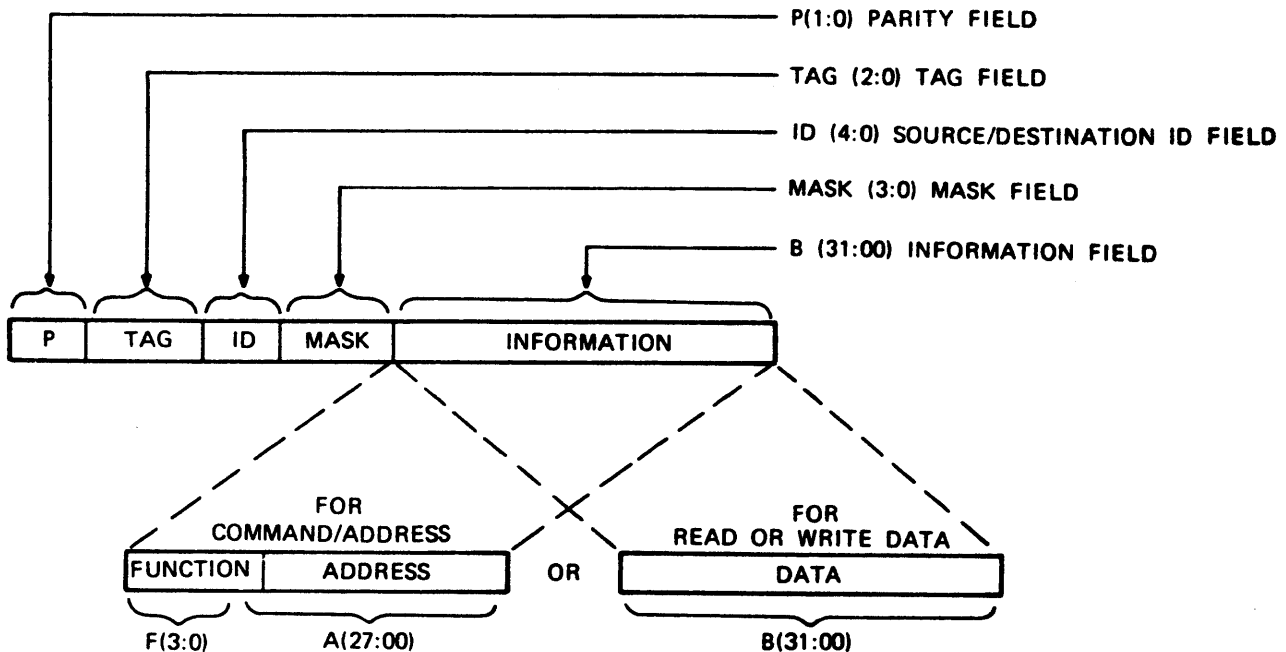 P(1:0) PARITY FIELD
TAG (2:0) TAG FIELD
ID (4:0) SOURCE/DESTINATION ID FIELD
MASK (3:0) MASK FIELD
B (31:00) INFORMATION FIELD
P TAG ID MASK INFORMATION
FOR
COMMAND/ADDRESS
FUNCTION ADDRESS
F(3:0) A(27:00)
OR
FOR
READ OR WRITE DATA
DATA
B(31:00)